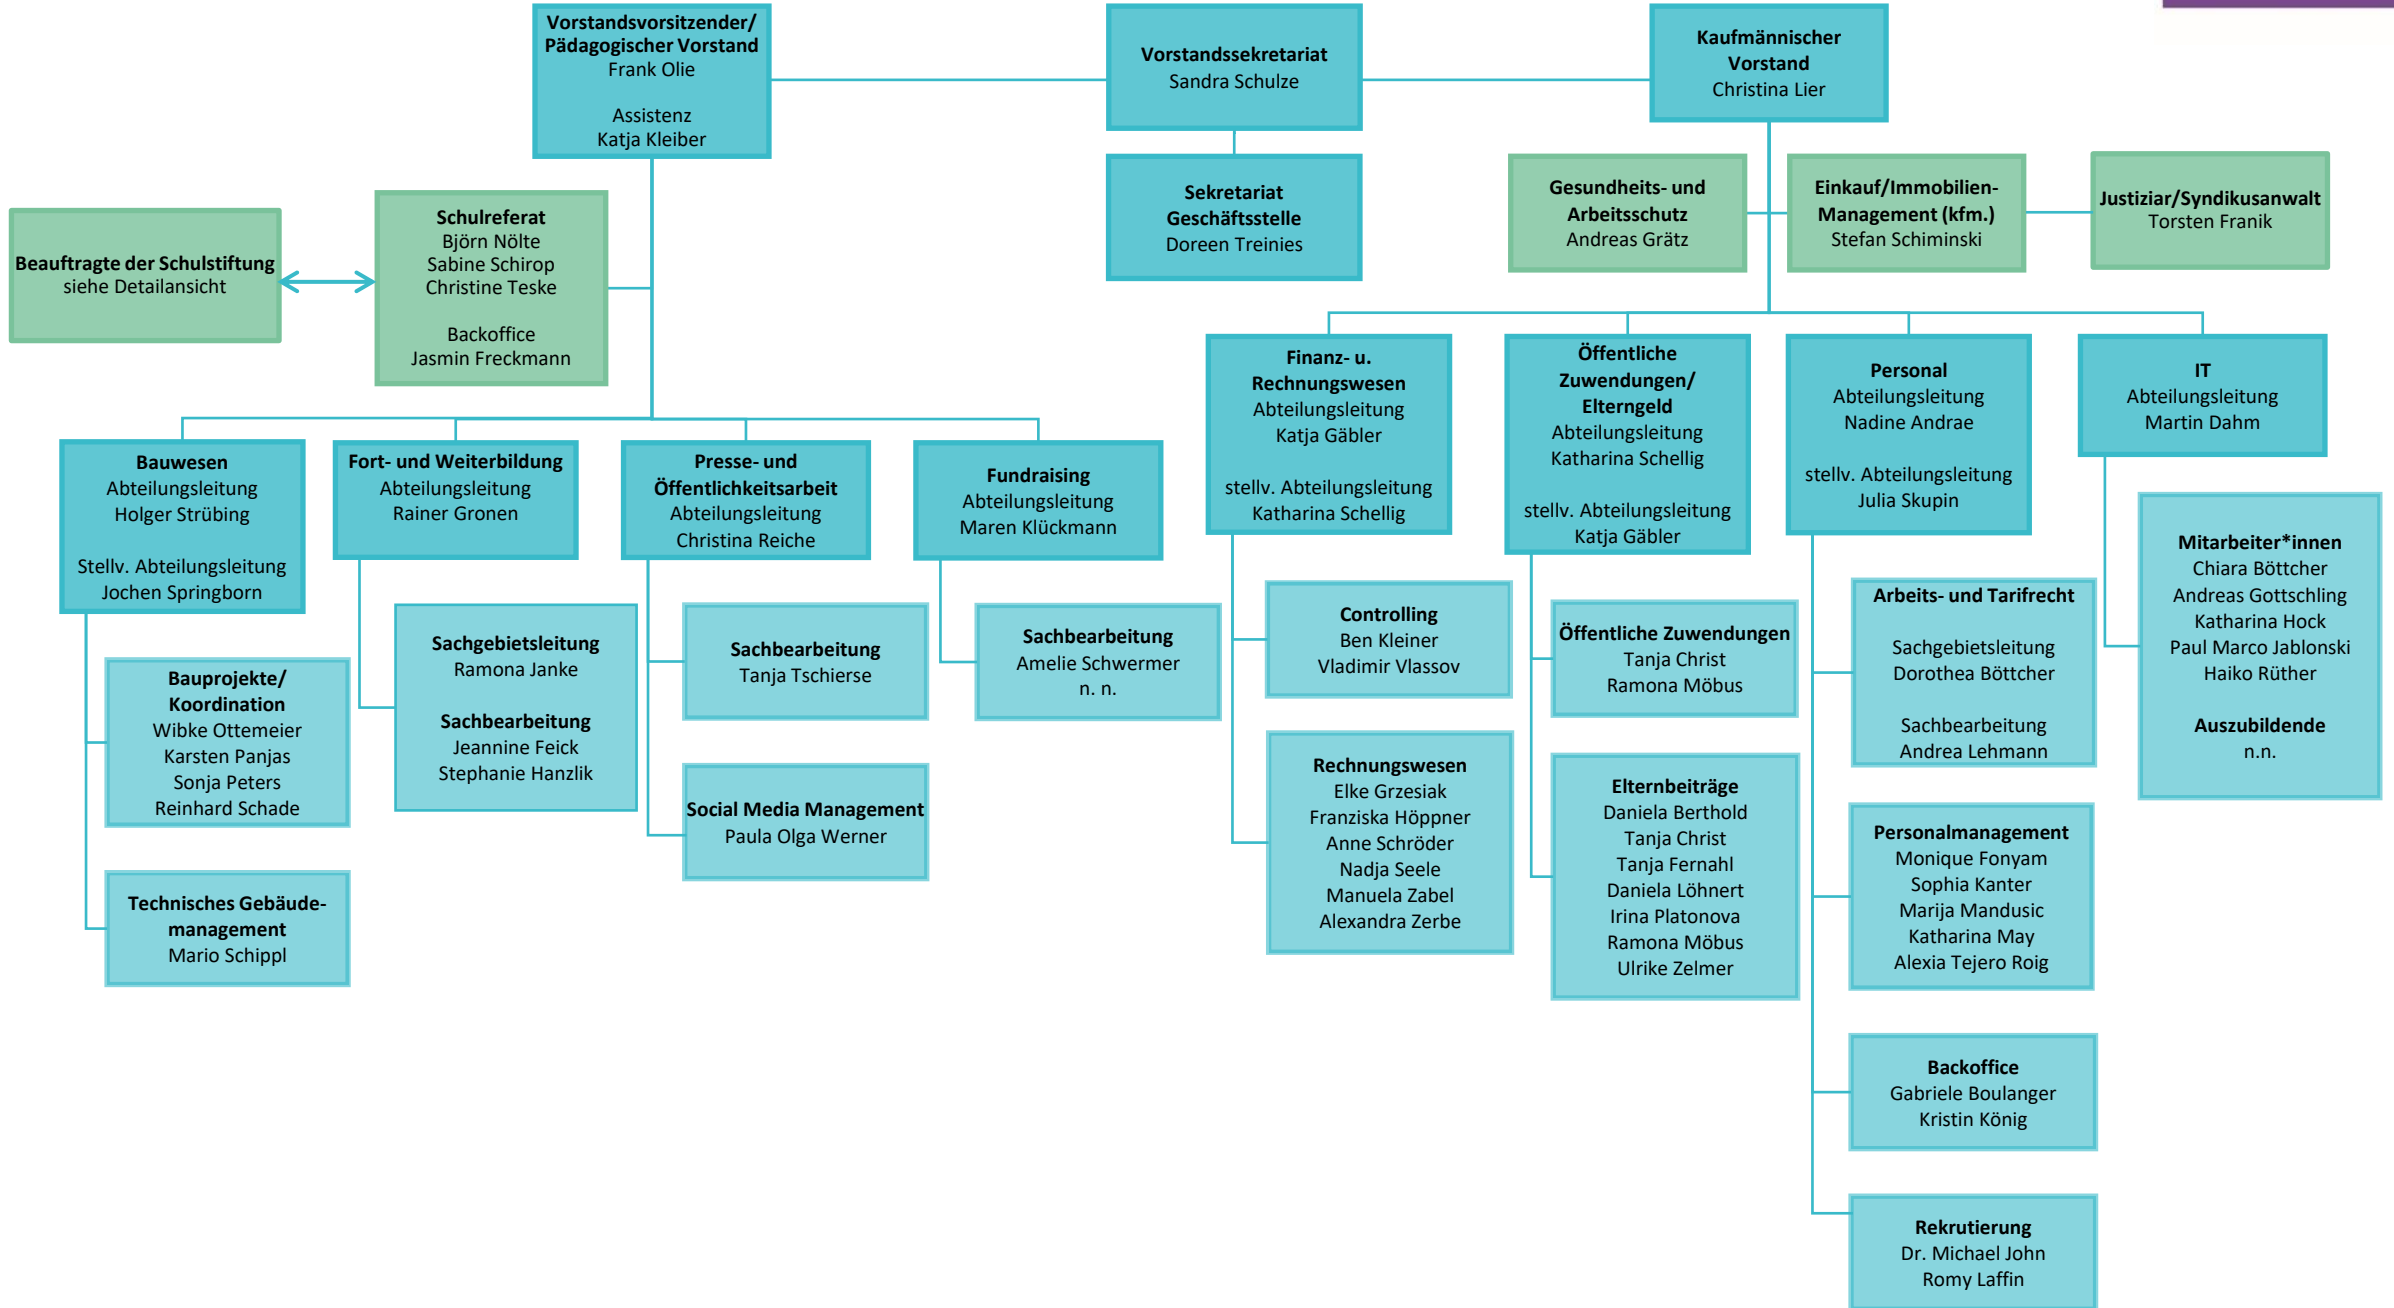 Vorstandsvorsitzender/
Pädagogischer Vorstand
Frank Olie
Assistenz
Katja Kleiber
Vorstandssekretariat
Sandra Schulze
Kaufmännischer
Vorstand
Christina Lier
Sekretariat
Geschäftsstelle
Doreen Treinies
Gesundheits- und
Arbeitsschutz
Andreas Grätz
Einkauf/Immobilien-
Management (kfm.)
Stefan Schiminski
Justiziar/Syndikusanwalt
Torsten Franik
Beauftragte der Schulstiftung
siehe Detailansicht
Schulreferat
Björn Nölte
Sabine Schirop
Christine Teske
Backoffice
Jasmin Freckmann
Bauwesen
Abteilungsleitung
Holger Strübing
Stellv. Abteilungsleitung
Jochen Springborn
Fort- und Weiterbildung
Abteilungsleitung
Rainer Gronen
Presse- und
Öffentlichkeitsarbeit
Abteilungsleitung
Christina Reiche
Fundraising
Abteilungsleitung
Maren Klückmann
Finanz- u.
Rechnungswesen
Abteilungsleitung
Katja Gäbler
stellv. Abteilungsleitung
Katharina Schellig
Öffentliche
Zuwendungen/
Elterngeld
Abteilungsleitung
Katharina Schellig
stellv. Abteilungsleitung
Katja Gäbler
Personal
Abteilungsleitung
Nadine Andrae
stellv. Abteilungsleitung
Julia Skupin
IT
Abteilungsleitung
Martin Dahm
Bauprojekte/
Koordination
Wibke Ottemeier
Karsten Panjas
Sonja Peters
Reinhard Schade
Technisches Gebäude-
management
Mario Schippl
Sachgebietsleitung
Ramona Janke
Sachbearbeitung
Jeannine Feick
Stephanie Hanzlik
Sachbearbeitung
Tanja Tschierse
Social Media Management
Paula Olga Werner
Sachbearbeitung
Amelie Schwermer
n. n.
Controlling
Ben Kleiner
Vladimir Vlassov
Rechnungswesen
Elke Grzesiak
Franziska Höppner
Anne Schröder
Nadja Seele
Manuela Zabel
Alexandra Zerbe
Öffentliche Zuwendungen
Tanja Christ
Ramona Möbus
Elternbeiträge
Daniela Berthold
Tanja Christ
Tanja Fernahl
Daniela Löhnert
Irina Platonova
Ramona Möbus
Ulrike Zelmer
Arbeits- und Tarifrecht
Sachgebietsleitung
Dorothea Böttcher
Sachbearbeitung
Andrea Lehmann
Personalmanagement
Monique Fonyam
Sophia Kanter
Marija Mandusic
Katharina May
Alexia Tejero Roig
Backoffice
Gabriele Boulanger
Kristin König
Rekrutierung
Dr. Michael John
Romy Laffin
Mitarbeiter*innen
Chiara Böttcher
Andreas Gottschling
Katharina Hock
Paul Marco Jablonski
Haiko Rüther
Auszubildende
n.n.